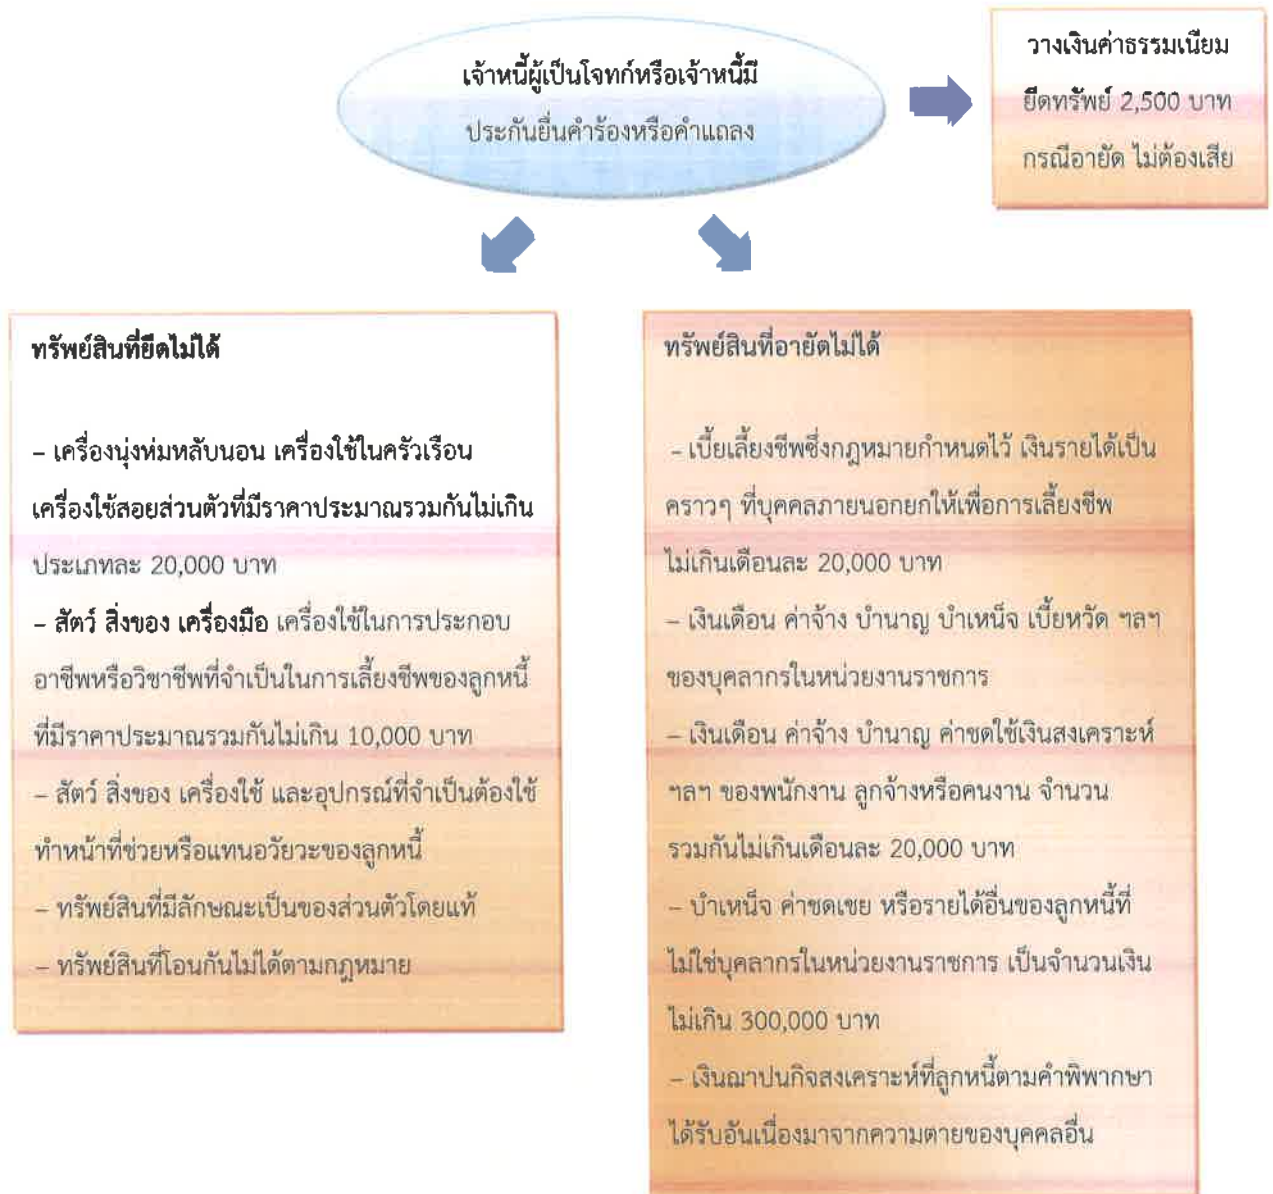 เจ้าหนี้ผู้เป็นโจทก์หรือเจ้าหนี้มี
ประกันยื่นคำร้องหรือคำแถลง
วางเงินค่าธรรมเนียม
ยึดทรัพย์ 2,500 บาท
กรณีอายัด ไม่ต้องเสีย
ทรัพย์สินที่ยึดไม่ได้
– เครื่องนุ่งห่มหลับนอน เครื่องใช้ในครัวเรือน
เครื่องใช้สอยส่วนตัวที่มีราคาประมาณรวมกันไม่เกิน
ประเภทละ 20,000 บาท
– สัตว์ สิ่งของ เครื่องมือ เครื่องใช้ในการประกอบ
อาชีพหรือวิชาชีพที่จำเป็นในการเลี้ยงชีพของลูกหนี้
ที่มีราคาประมาณรวมกันไม่เกิน 10,000 บาท
– สัตว์ สิ่งของ เครื่องใช้ และอุปกรณ์ที่จำเป็นต้องใช้
ทำหน้าที่ช่วยหรือแทนอวัยวะของลูกหนี้
– ทรัพย์สินที่มีลักษณะเป็นของส่วนตัวโดยแท้
– ทรัพย์สินที่โอนกันไม่ได้ตามกฎหมาย
ทรัพย์สินที่อายัดไม่ได้
– เบี้ยเลี้ยงชีพซึ่งกฎหมายกำหนดไว้ เงินรายได้เป็น
คราวๆ ที่บุคคลภายนอกยกให้เพื่อการเลี้ยงชีพ
ไม่เกินเดือนละ 20,000 บาท
– เงินเดือน ค่าจ้าง บำนาญ บำเหน็จ เบี้ยหวัด ฯลฯ
ของบุคลากรในหน่วยงานราชการ
– เงินเดือน ค่าจ้าง บำนาญ ค่าชดใช้เงินสงเคราะห์
ฯลฯ ของพนักงาน ลูกจ้างหรือคนงาน จำนวน
รวมกันไม่เกินเดือนละ 20,000 บาท
– บำเหน็จ ค่าชดเชย หรือรายได้อื่นของลูกหนี้ที่
ไม่ใช่บุคลากรในหน่วยงานราชการ เป็นจำนวนเงิน
ไม่เกิน 300,000 บาท
– เงินฌาปนกิจสงเคราะห์ที่ลูกหนี้ตามคำพิพากษา
ได้รับอันเนื่องมาจากความตายของบุคคลอื่น